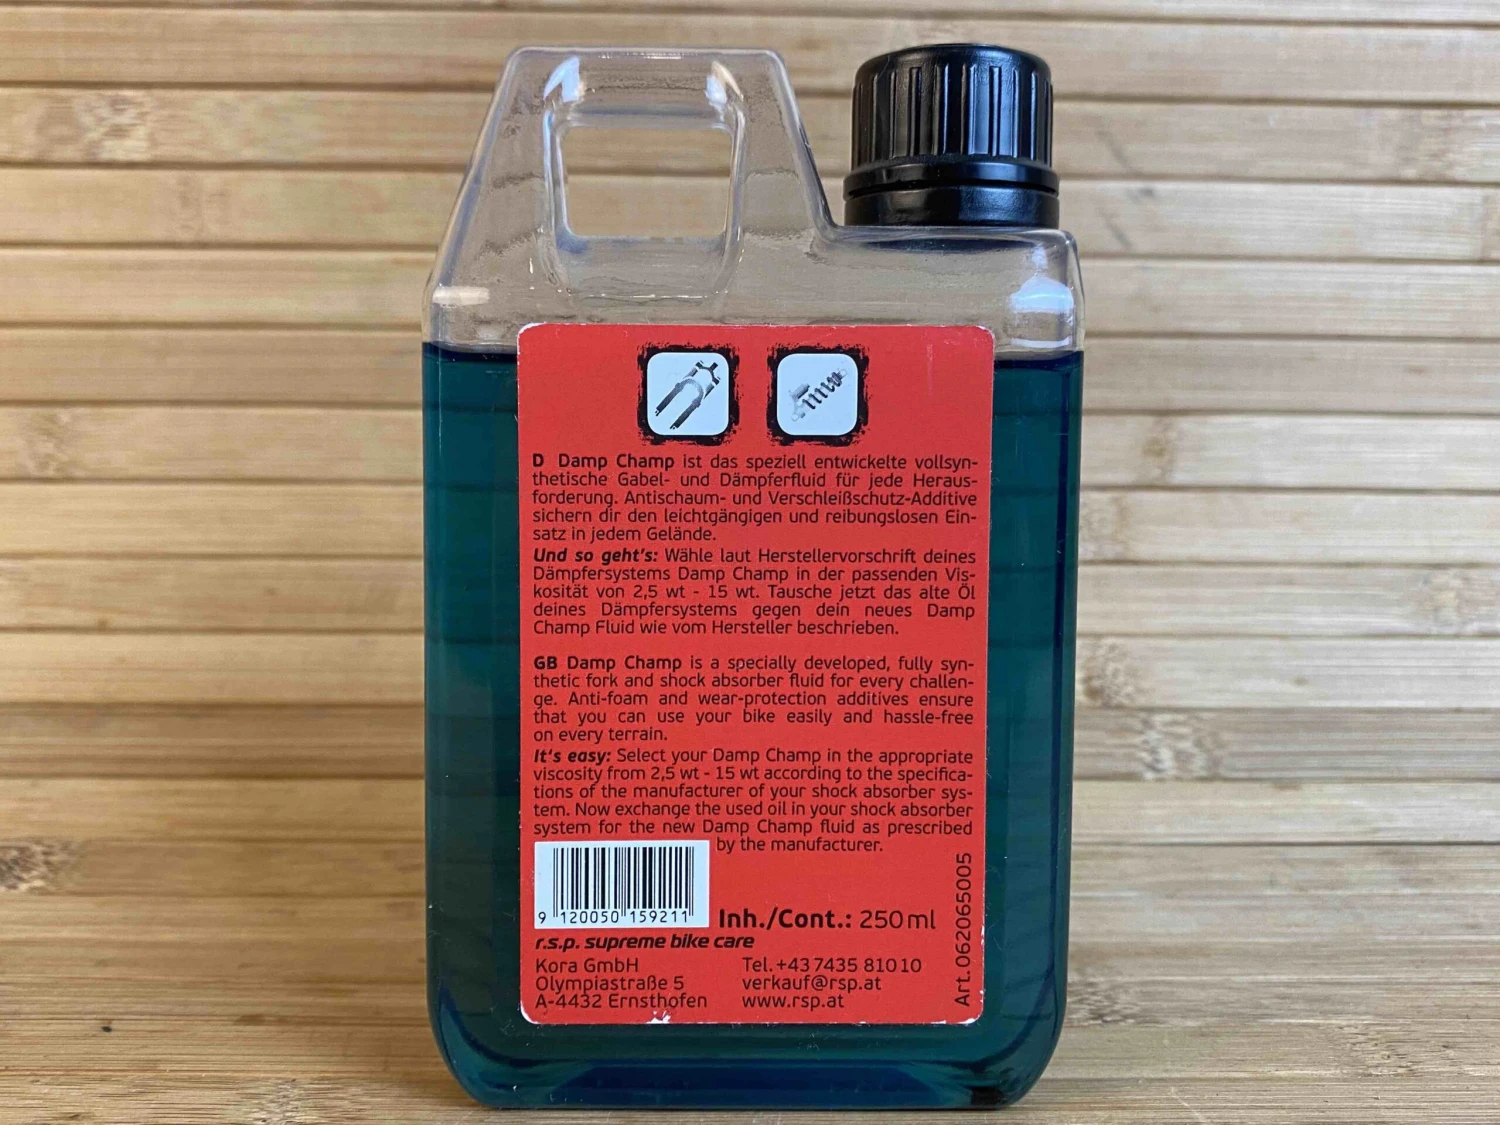 D Damp Champ ist das speziell entwickelte vollsyn-
thetische Gabel- und Dämpferfluid für jede Heraus-
forderung. Antischaum- und Verschleißschutz-Additive
sichern dir den leichtgängigen und reibungslosen Ein-
satz in jedem Gelände.
Und so geht's: Wähle laut Herstellervorschrift deines
Dämpfersystems Damp Champ in der passenden Vis-
kosität von 2,5 wt - 15 wt. Tausche jetzt das alte Öl
deines Dämpfersystems gegen dein neues Damp
Champ Fluid wie vom Hersteller beschrieben.
GB Damp Champ is a specially developed, fully syn-
thetic fork and shock absorber fluid for every challen-
ge. Anti-foam and wear-protection additives ensure
that you can use your bike easily and hassle-free
on every terrain.
It's easy: Select your Damp Champ in the appropriate
viscosity from 2,5 wt - 15 wt according to the specifica-
tions of the manufacturer of your shock absorber sys-
tem. Now exchange the used oil in your shock absorber
system for the new Damp Champ fluid as prescribed
by the manufacturer.
9 120050 159211
Inh./Cont.: 250 ml
r.s.p. supreme bike care
Kora GmbH
Olympiastraße 5
A-4432 Ernsthofen
Tel. +43 7435 810 10
verkauf@rsp.at
www.rsp.at
Art. 062065005